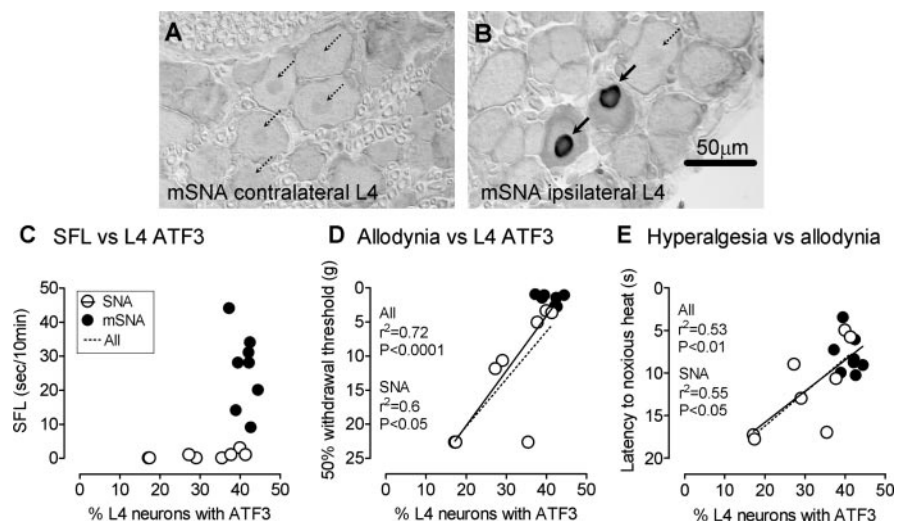 A
mSNA contralateral L4
B
50μm
mSNA ipsilateral L4
C SFL vs L4 ATF3
SFL (sec/10min)
50
40
30
20
10
0
SNA
mSNA
All
0 10 20 30 40 50
% L4 neurons with ATF3
D Allodynia vs L4 ATF3
50% withdrawal threshold (g)
0
5
10
15
20
25
All
r²=0.72
P<0.0001
SNA
r²=0.6
P<0.05
0 10 20 30 40 50
% L4 neurons with ATF3
E Hyperalgesia vs allodynia
Latency to noxious heat (s)
0
5
10
15
20
All
r²=0.53
P<0.01
SNA
r²=0.55
P<0.05
0 10 20 30 40 50
% L4 neurons with ATF3